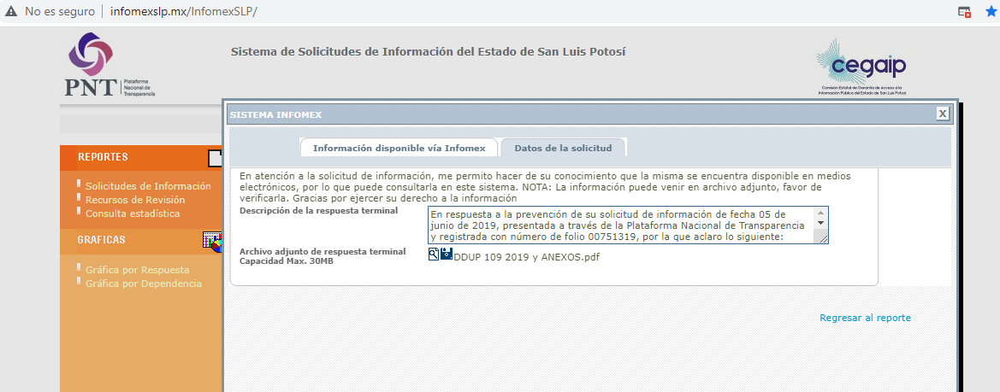 No es seguro | infomexslp.mx/InfomexSLP/
PNT Plataforma Nacional de Transparencia
Sistema de Solicitudes de Información del Estado de San Luis Potosí
cegaip
Comisión Estatal de Garantía de Acceso a la
Información Pública del Estado de San Luis Potosí
SISTEMA INFOMEX
X
REPORTES
Solicitudes de Información
Recursos de Revisión
Consulta estadística
GRAFICAS
Gráfica por Respuesta
Gráfica por Dependencia
Información disponible vía Infomex
Datos de la solicitud
En atención a la solicitud de información, me permito hacer de su conocimiento que la misma se encuentra disponible en medios
electrónicos, por lo que puede consultarla en este sistema. NOTA: La información puede venir en archivo adjunto, favor de
verificarla. Gracias por ejercer su derecho a la información
Descripción de la respuesta terminal
En respuesta a la prevención de su solicitud de información de fecha 05 de
junio de 2019, presentada a través de la Plataforma Nacional de Transparencia
y registrada con número de folio 00751319, por la que aclaro lo siguiente:
Archivo adjunto de respuesta terminal
Capacidad Max. 30MB
DDUP 109 2019 y ANEXOS.pdf
Regresar al reporte